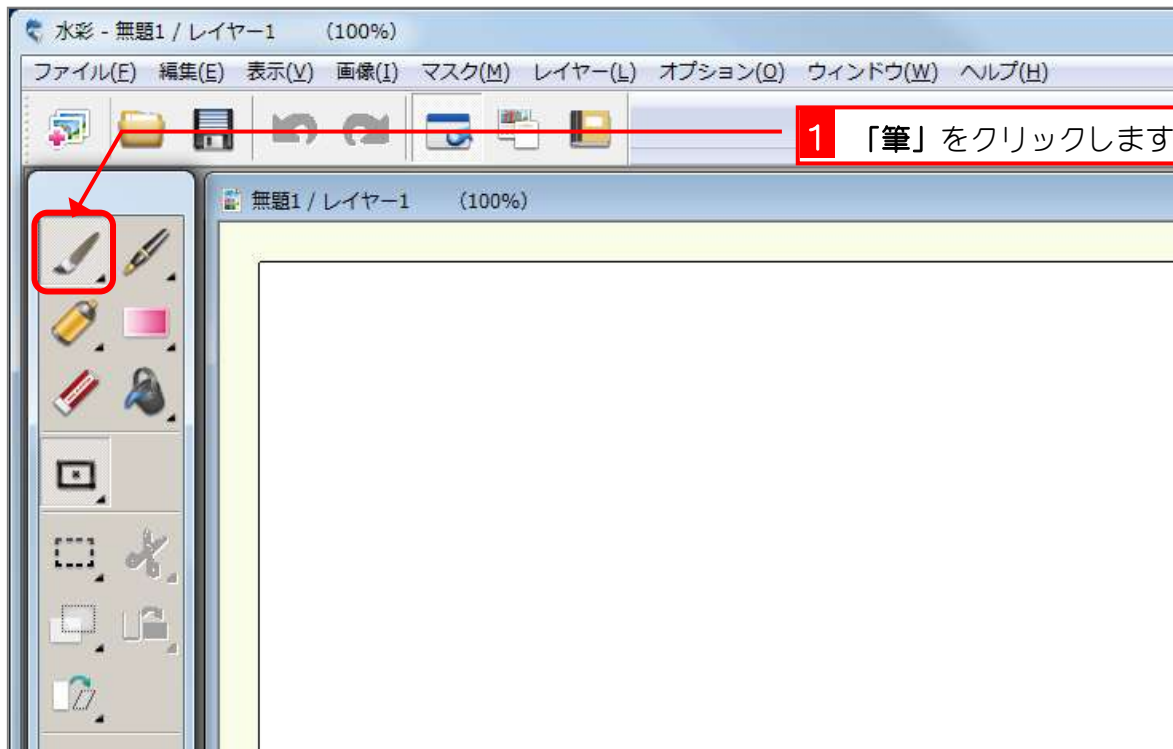 水彩 - 無題1 / レイヤー1 (100%)
ファイル(F) 編集(E) 表示(V) 画像(I) マスク(M) レイヤー(L) オプション(O) ウィンドウ(W) ヘルプ(H)
1 「筆」をクリックします
無題1 / レイヤー1 (100%)